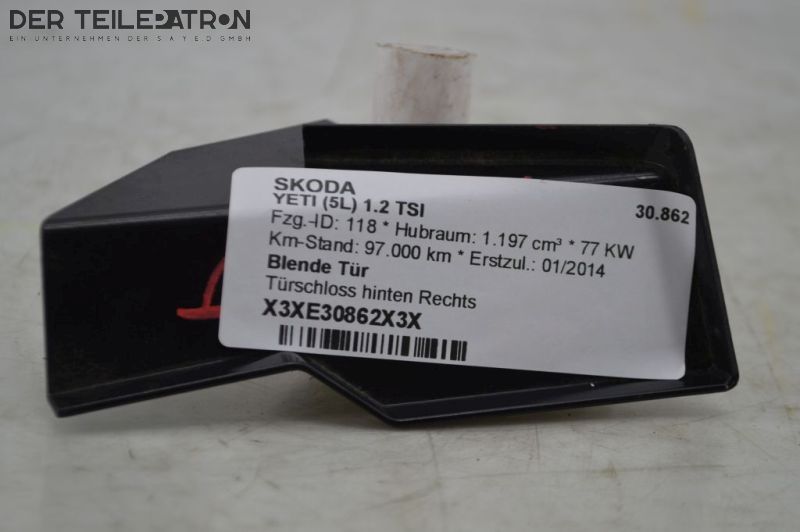 DER TEILEPATRON
EIN UNTERNEHMEN DER S A Y E D GMBH
SKODA 30.862
YETI (5L) 1.2 TSI
Fzg.-ID: 118 * Hubraum: 1.197 cm³ * 77 KW
Km-Stand: 97.000 km * Erstzul.: 01/2014
Blende Tür
Türschloss hinten Rechts
X3XE30862X3X